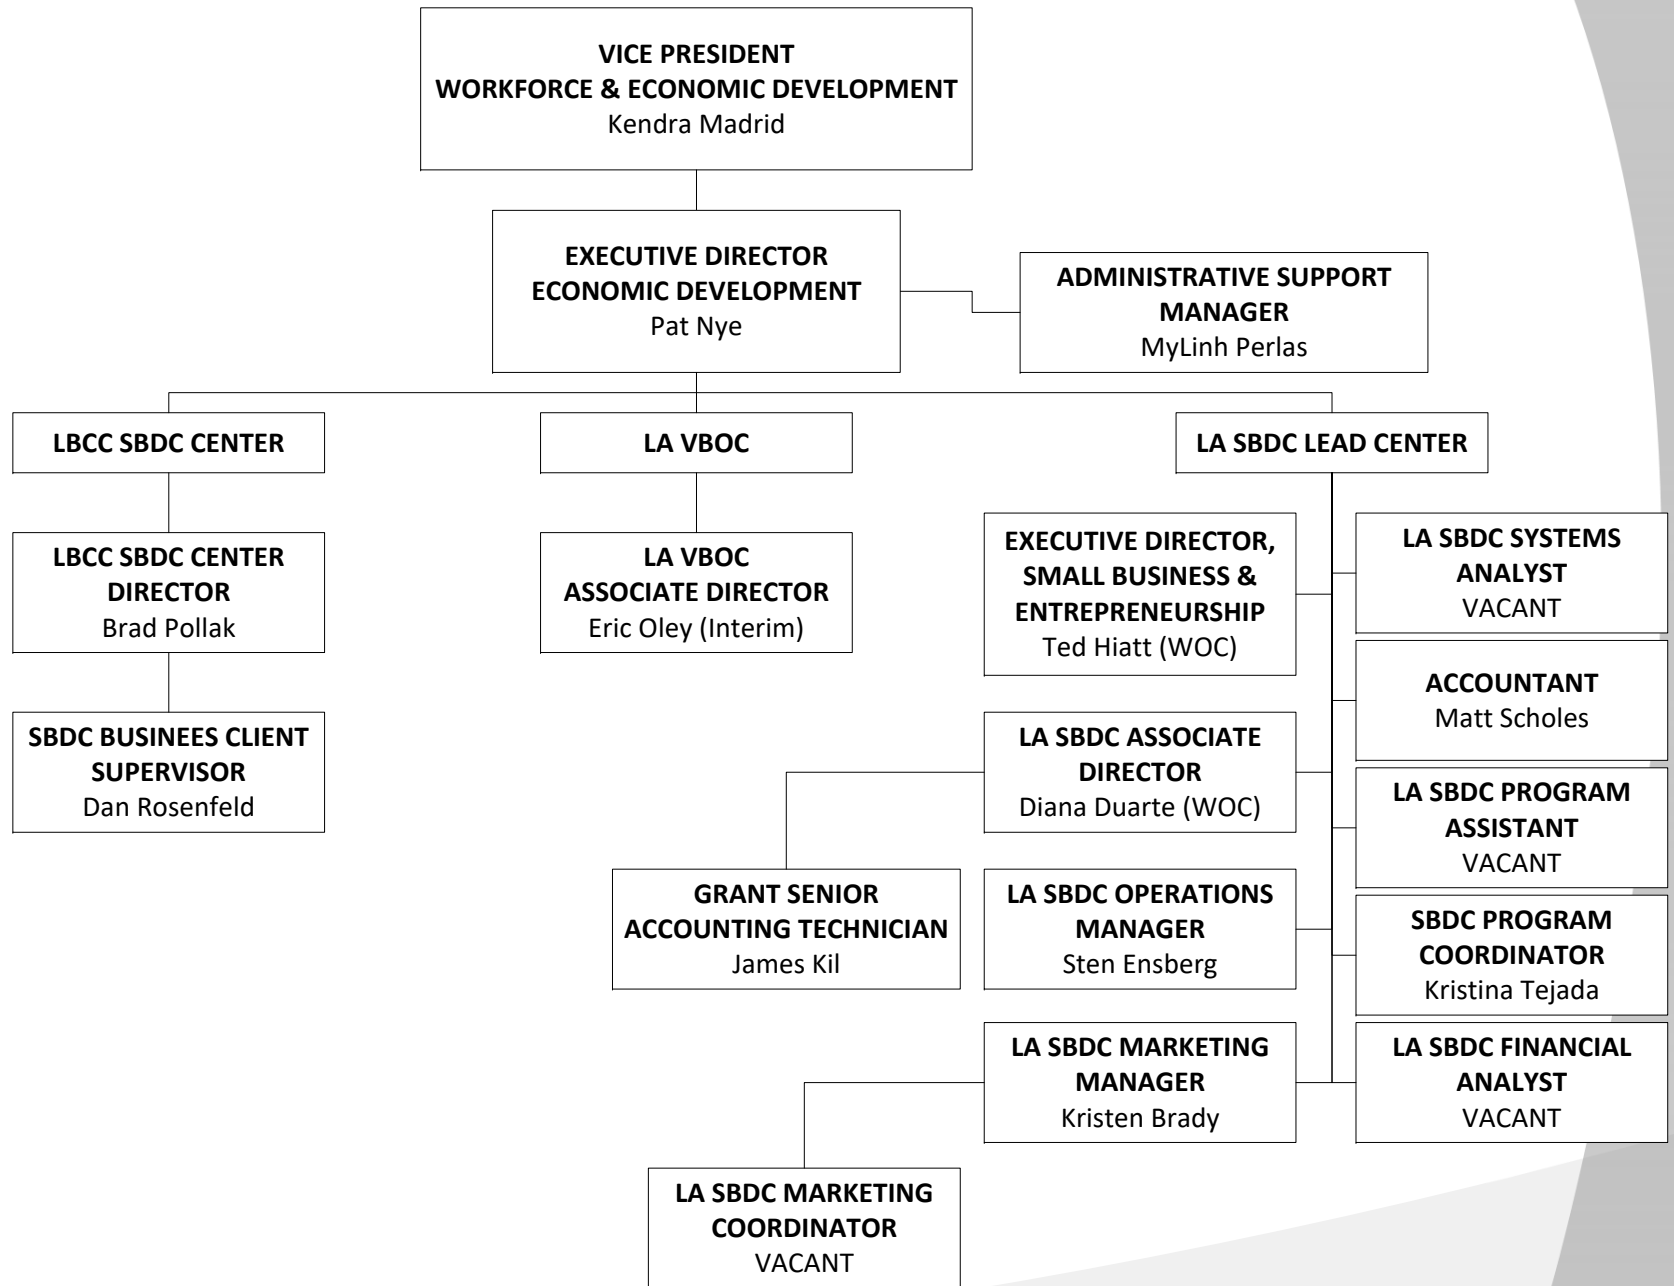 VICE PRESIDENT
WORKFORCE & ECONOMIC DEVELOPMENT
Kendra Madrid
EXECUTIVE DIRECTOR
ECONOMIC DEVELOPMENT
Pat Nye
ADMINISTRATIVE SUPPORT
MANAGER
MyLinh Perlas
LBCC SBDC CENTER
LA VBOC
LA SBDC LEAD CENTER
LBCC SBDC CENTER
DIRECTOR
Brad Pollak
LA VBOC
ASSOCIATE DIRECTOR
Eric Oley (Interim)
EXECUTIVE DIRECTOR,
SMALL BUSINESS &
ENTREPRENEURSHIP
Ted Hiatt (WOC)
LA SBDC SYSTEMS
ANALYST
VACANT
ACCOUNTANT
Matt Scholes
SBDC BUSINEES CLIENT
SUPERVISOR
Dan Rosenfeld
LA SBDC ASSOCIATE
DIRECTOR
Diana Duarte (WOC)
LA SBDC PROGRAM
ASSISTANT
VACANT
GRANT SENIOR
ACCOUNTING TECHNICIAN
James Kil
LA SBDC OPERATIONS
MANAGER
Sten Ensberg
SBDC PROGRAM
COORDINATOR
Kristina Tejada
LA SBDC MARKETING
MANAGER
Kristen Brady
LA SBDC FINANCIAL
ANALYST
VACANT
LA SBDC MARKETING
COORDINATOR
VACANT